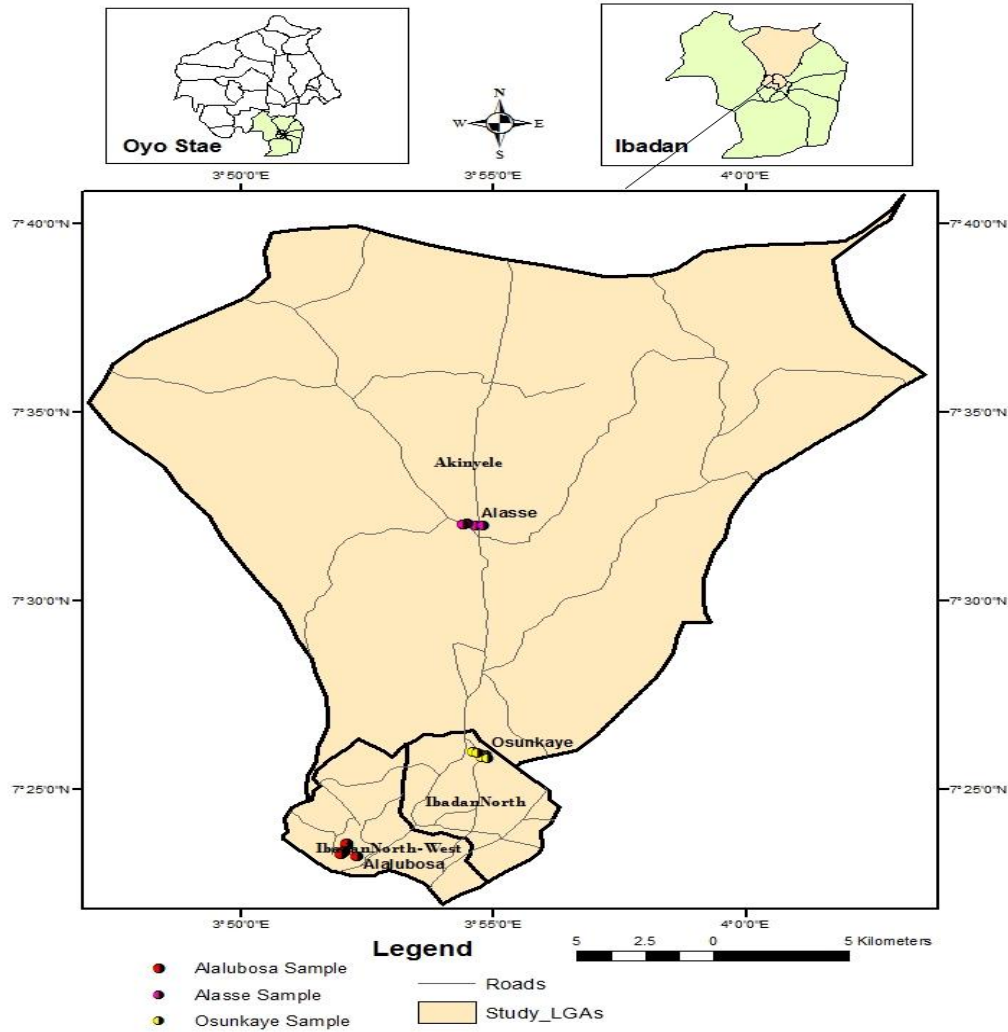 Oyo Stae
N
W E
S
Ibadan
3°50'0"E 3°55'0"E 4°0'0"E
7°40'0"N 7°40'0"N
7°35'0"N 7°35'0"N
Akinyele
Alasse
7°30'0"N 7°30'0"N
Osunkaye
7°25'0"N 7°25'0"N
IbadanNorth
IbadanNorth-West
Alalubosa
3°50'0"E 3°55'0"E 4°0'0"E
Legend
5 2.5 0 5 Kilometers
Alalubosa Sample
Alasse Sample
Osunkaye Sample
Roads
Study_LGAs